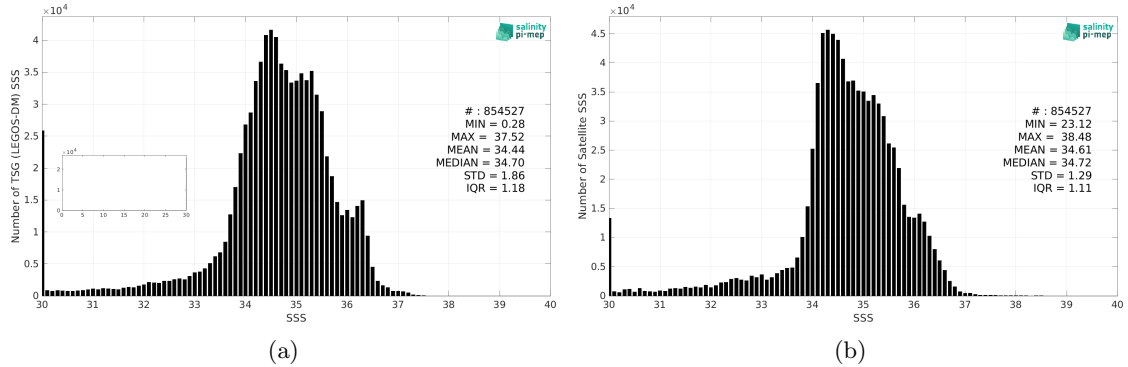 ×10^4
4
3.5
3
2.5
2
1.5
1
0.5
0
Number of TSG (LEGOS-DM) SSS
salinity
pi-mep
# : 854527
MIN = 0.28
MAX = 37.52
MEAN = 34.44
MEDIAN = 34.70
STD = 1.86
IQR = 1.18
×10^4
2
1
0
0 5 10 15 20 25 30
30 31 32 33 34 35 36 37 38 39 40
SSS
(a)
×10^4
4.5
4
3.5
3
2.5
2
1.5
1
0.5
0
Number of Satellite SSS
salinity
pi-mep
# : 854527
MIN = 23.12
MAX = 38.48
MEAN = 34.61
MEDIAN = 34.72
STD = 1.29
IQR = 1.11
30 31 32 33 34 35 36 37 38 39 40
SSS
(b)